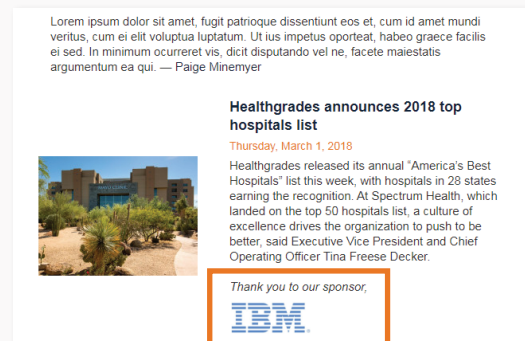 Lorem ipsum dolor sit amet, fugit patrioque dissentiunt eos et, cum id amet mundi
veritus, cum ei elit voluptua luptatum. Ut ius impetus oporteat, habeo graece facilis
ei sed. In minimum ocurreret vis, dicit disputando vel ne, facete maiestatis
argumentum ea qui. — Paige Minemyer
Healthgrades announces 2018 top
hospitals list
Thursday, March 1, 2018
Healthgrades released its annual “America’s Best
Hospitals” list this week, with hospitals in 28 states
earning the recognition. At Spectrum Health, which
landed on the top 50 hospitals list, a culture of
excellence drives the organization to push to be
better, said Executive Vice President and Chief
Operating Officer Tina Freese Decker.
Thank you to our sponsor,
IBM®